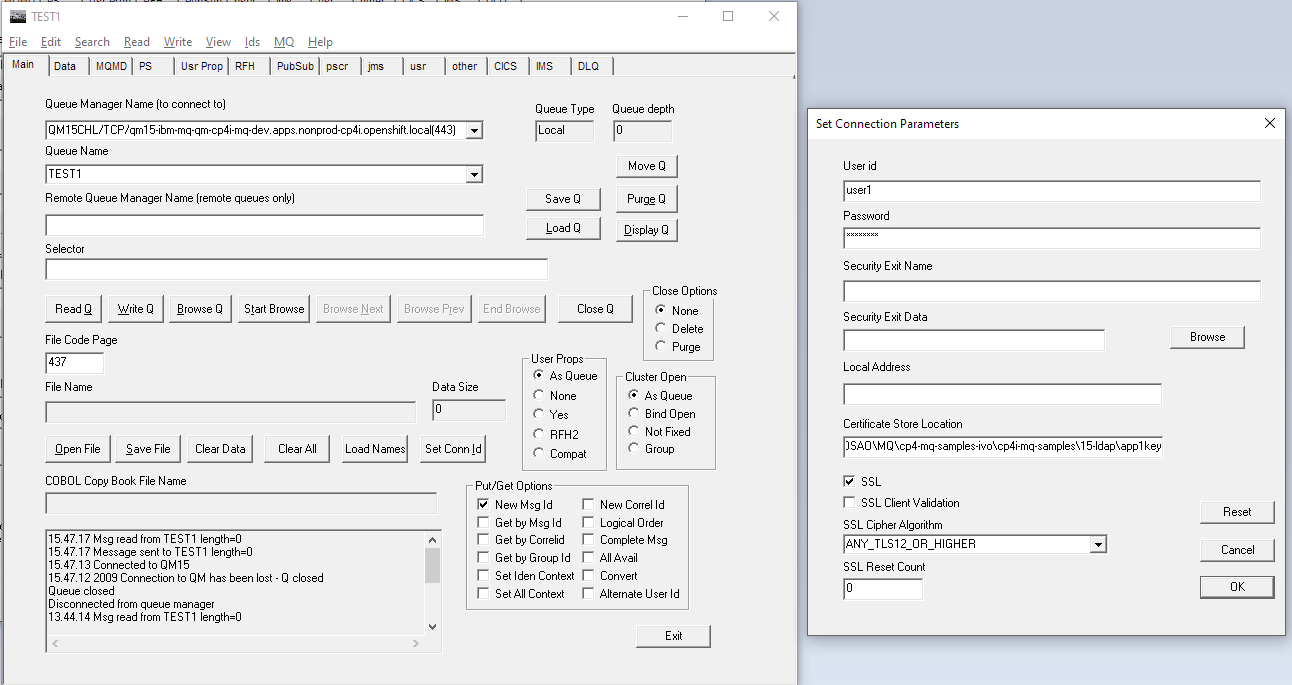 TEST1
File Edit Search Read Write View Ids MQ Help
Main Data MQMD PS Usr Prop RFH PubSub pscr jms usr other CICS IMS DLQ
Queue Manager Name (to connect to)
QM15CHL/TCP/qm15-ibm-mq-qm-cp4i-mq-dev.apps.nonprod-cp4i.openshift.local(443)
Queue Type Queue depth
Local 0
Queue Name
TEST1
Move Q
Remote Queue Manager Name (remote queues only)
Save Q Purge Q
Load Q Display Q
Selector
Read Q Write Q Browse Q Start Browse Browse Next Browse Prev End Browse Close Q
Close Options
None
Delete
Purge
File Code Page
437
File Name
Data Size
0
User Props
As Queue
None
Yes
RFH2
Compat
Cluster Open
As Queue
Bind Open
Not Fixed
Group
Open File Save File Clear Data Clear All Load Names Set Conn Id
COBOL Copy Book File Name
Put/Get Options
New Msg Id New Correl Id
Get by Msg Id Logical Order
Get by Correlid Complete Msg
Get by Group Id All Avail
Set Iden Context Convert
Set All Context Alternate User Id
15.47.17 Msg read from TEST1 length=0
15.47.17 Message sent to TEST1 length=0
15.47.13 Connected to QM15
15.47.12 2009 Connection to QM has been lost - Q closed
Queue closed
Disconnected from queue manager
13.44.14 Msg read from TEST1 length=0
Exit
Set Connection Parameters
User id
user1
Password
********
Security Exit Name
Security Exit Data
Browse
Local Address
Certificate Store Location
OSAO\MQ\cp4-mq-samples-ivo\cp4i-mq-samples\15-ldap\app1key
SSL
SSL Client Validation
SSL Cipher Algorithm
ANY_TLS12_OR_HIGHER
SSL Reset Count
0
Reset
Cancel
OK